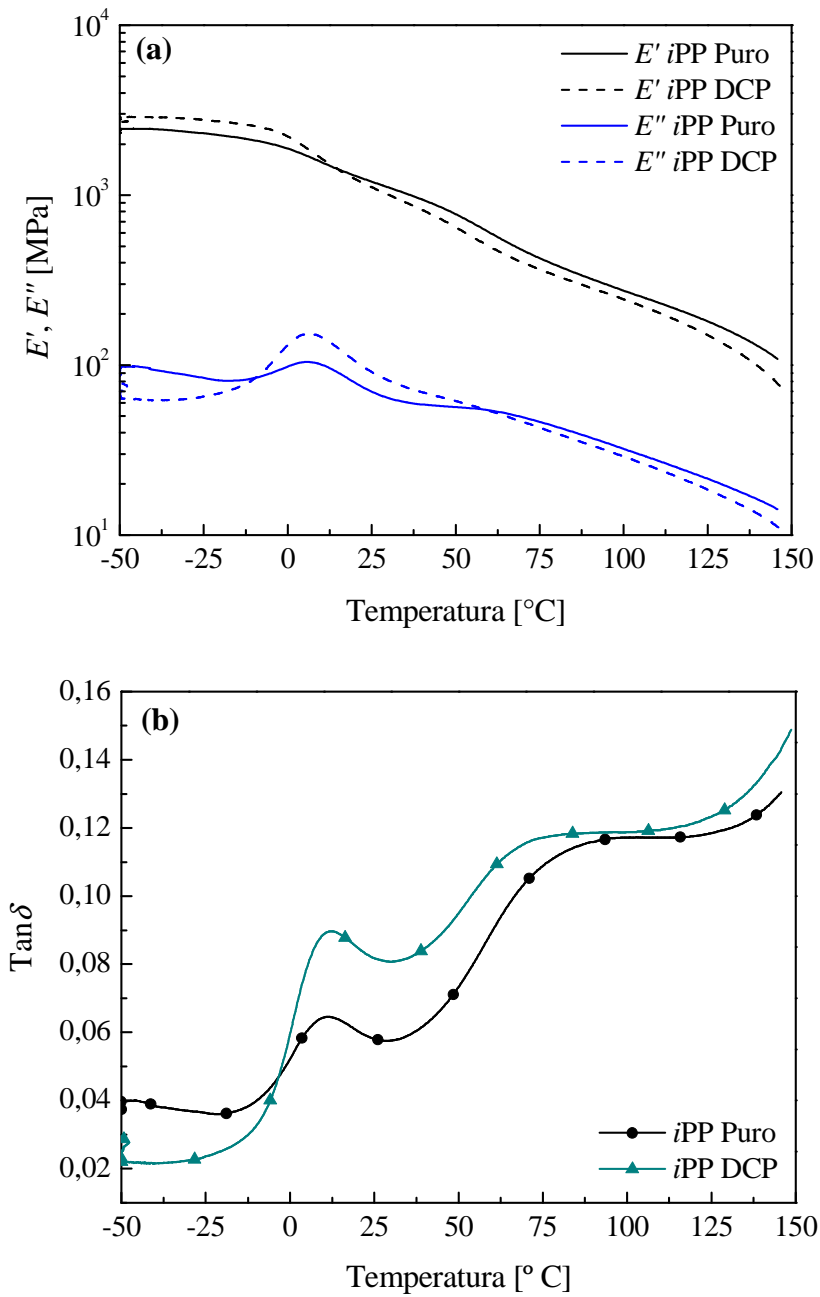 (a)
E' iPP Puro
E' iPP DCP
E'' iPP Puro
E'' iPP DCP
10⁴
10³
10²
10¹
E', E'' [MPa]
-50 -25 0 25 50 75 100 125 150
Temperatura [°C]
(b)
0,16
0,14
0,12
0,10
0,08
0,06
0,04
0,02
Tanδ
iPP Puro
iPP DCP
-50 -25 0 25 50 75 100 125 150
Temperatura [º C]